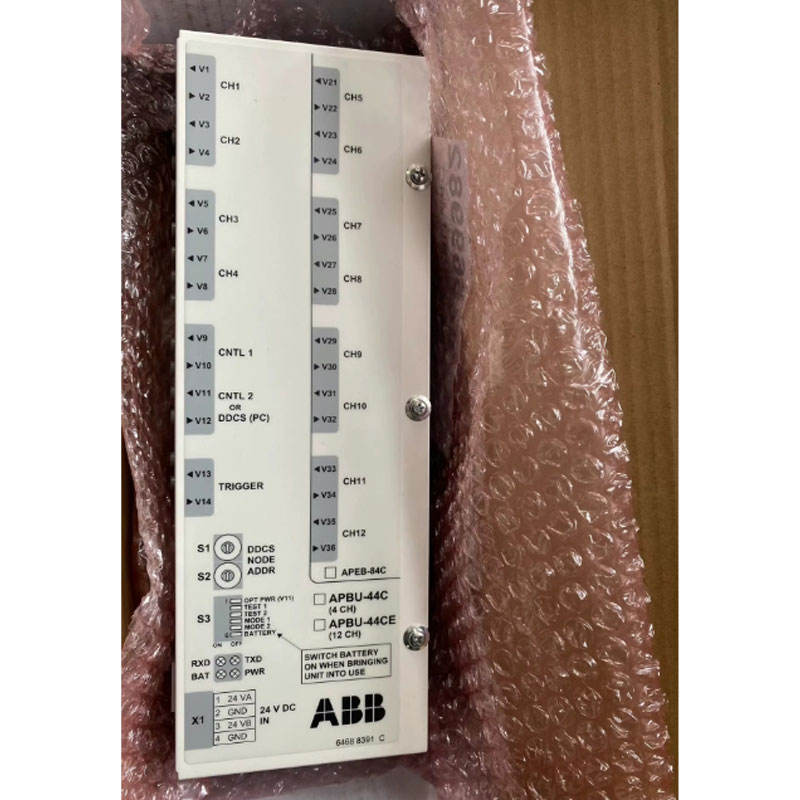 ◄ V1
CH1
► V2
◄ V3
CH2
► V4
◄ V5
CH3
► V6
◄ V7
CH4
► V8
◄ V9
CNTL 1
► V10
◄ V11
CNTL 2
OR
DDCS (PC)
► V12
◄ V13
TRIGGER
► V14
S1
DDCS
NODE
ADDR
S2
S3
OPT PWR (V11)
TEST 1
TEST 2
MODE 1
MODE 2
BATTERY
ON OFF
RXD TXD
BAT PWR
X1
1 24 VA
2 GND
3 24 VB
4 GND
24 V DC
IN
◄ V21
CH5
► V22
◄ V23
CH6
► V24
◄ V25
CH7
► V26
◄ V27
CH8
► V28
◄ V29
CH9
► V30
◄ V31
CH10
► V32
◄ V33
CH11
► V34
◄ V35
CH12
► V36
APEB-84C
APBU-44C
(4 CH)
APBU-44CE
(12 CH)
SWITCH BATTERY
ON WHEN BRINGING
UNIT INTO USE
ABB
6468 8391 C